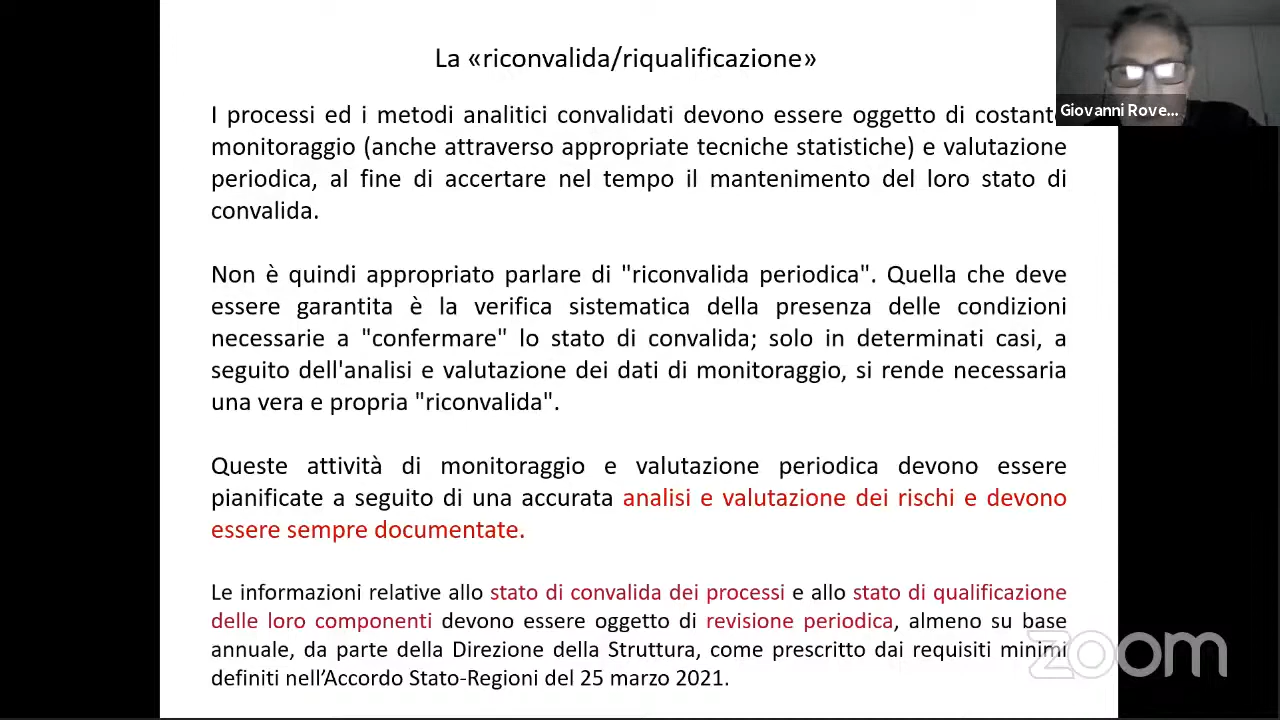 La «riconvalida/riqualificazione»
I processi ed i metodi analitici convalidati devono essere oggetto di costante
monitoraggio (anche attraverso appropriate tecniche statistiche) e valutazione
periodica, al fine di accertare nel tempo il mantenimento del loro stato di
convalida.
Non è quindi appropriato parlare di "riconvalida periodica". Quella che deve
essere garantita è la verifica sistematica della presenza delle condizioni
necessarie a "confermare" lo stato di convalida; solo in determinati casi, a
seguito dell'analisi e valutazione dei dati di monitoraggio, si rende necessaria
una vera e propria "riconvalida".
Queste attività di monitoraggio e valutazione periodica devono essere
pianificate a seguito di una accurata analisi e valutazione dei rischi e devono
essere sempre documentate.
Le informazioni relative allo stato di convalida dei processi e allo stato di qualificazione
delle loro componenti devono essere oggetto di revisione periodica, almeno su base
annuale, da parte della Direzione della Struttura, come prescritto dai requisiti minimi
definiti nell’Accordo Stato-Regioni del 25 marzo 2021.
Giovanni Rove...
zoom